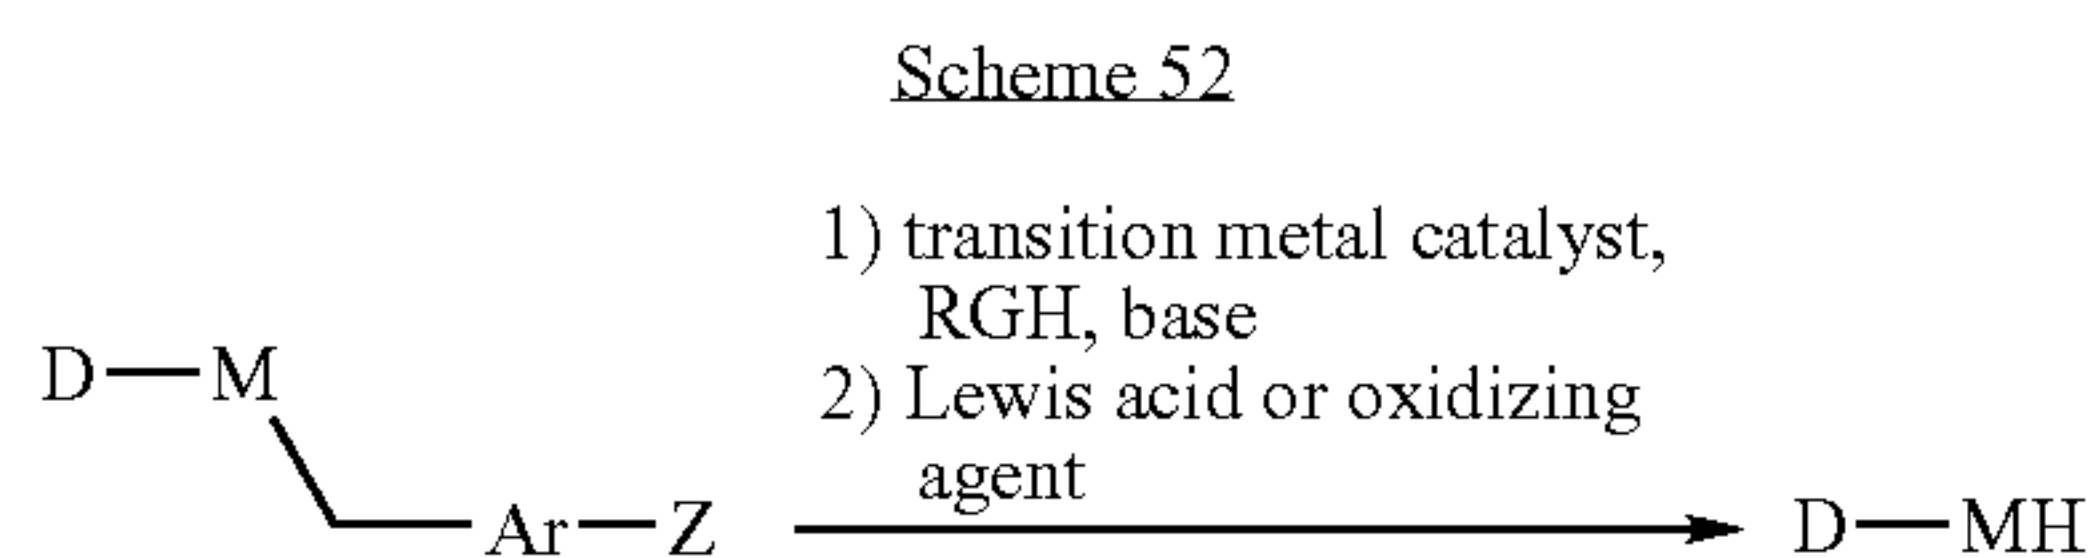 Scheme 52
1) transition metal catalyst,
RGH, base
2) Lewis acid or oxidizing
agent
D—M
Ar—Z
D—MH